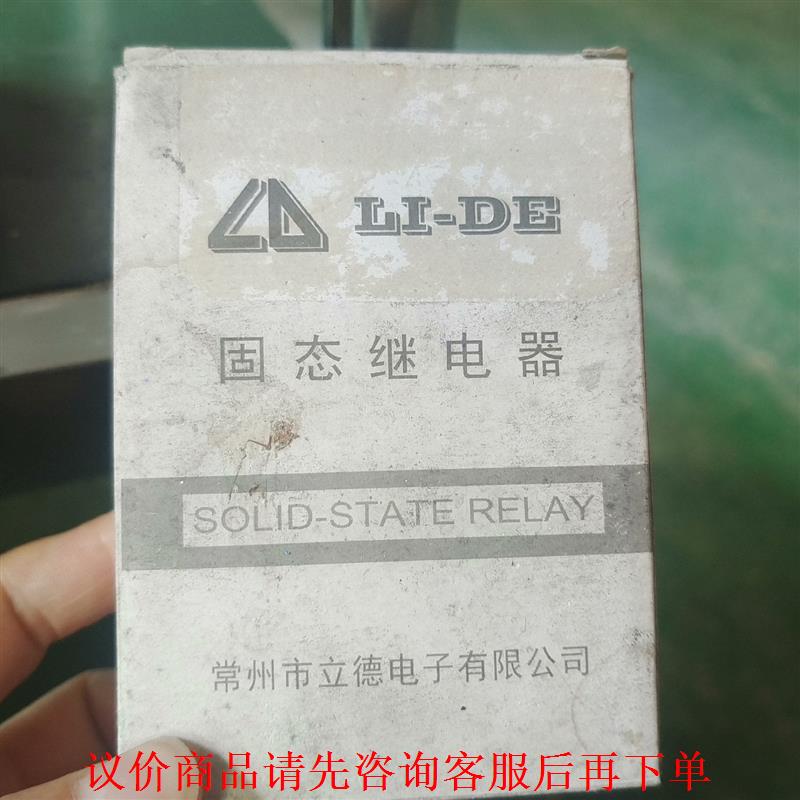 LI-DE
固态继电器
SOLID-STATE RELAY
常州市立德电子有限公司
议价商品请先咨询客服后再下单